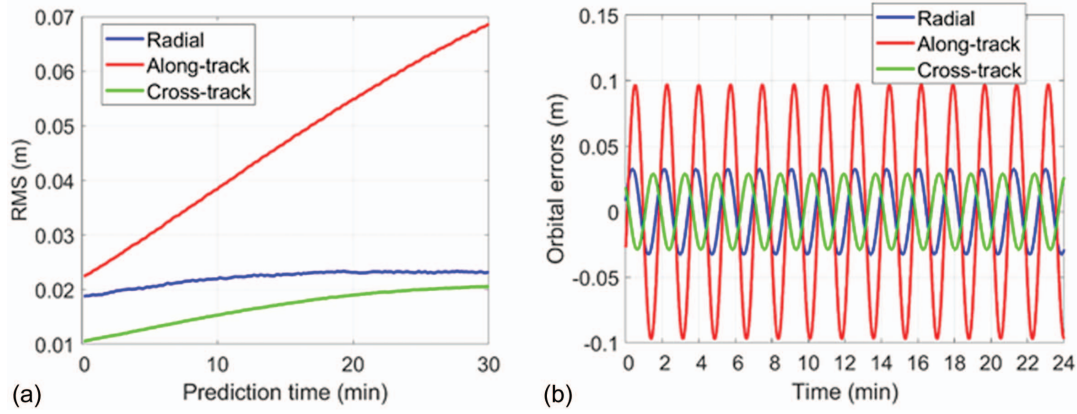 0.07
0.06
0.05
0.04
0.03
0.02
0.01
RMS (m)
Radial
Along-track
Cross-track
0 10 20 30
Prediction time (min)
(a)
0.15
0.1
0.05
0
-0.05
-0.1
Orbital errors (m)
Radial
Along-track
Cross-track
0 2 4 6 8 10 12 14 16 18 20 22 24
Time (min)
(b)